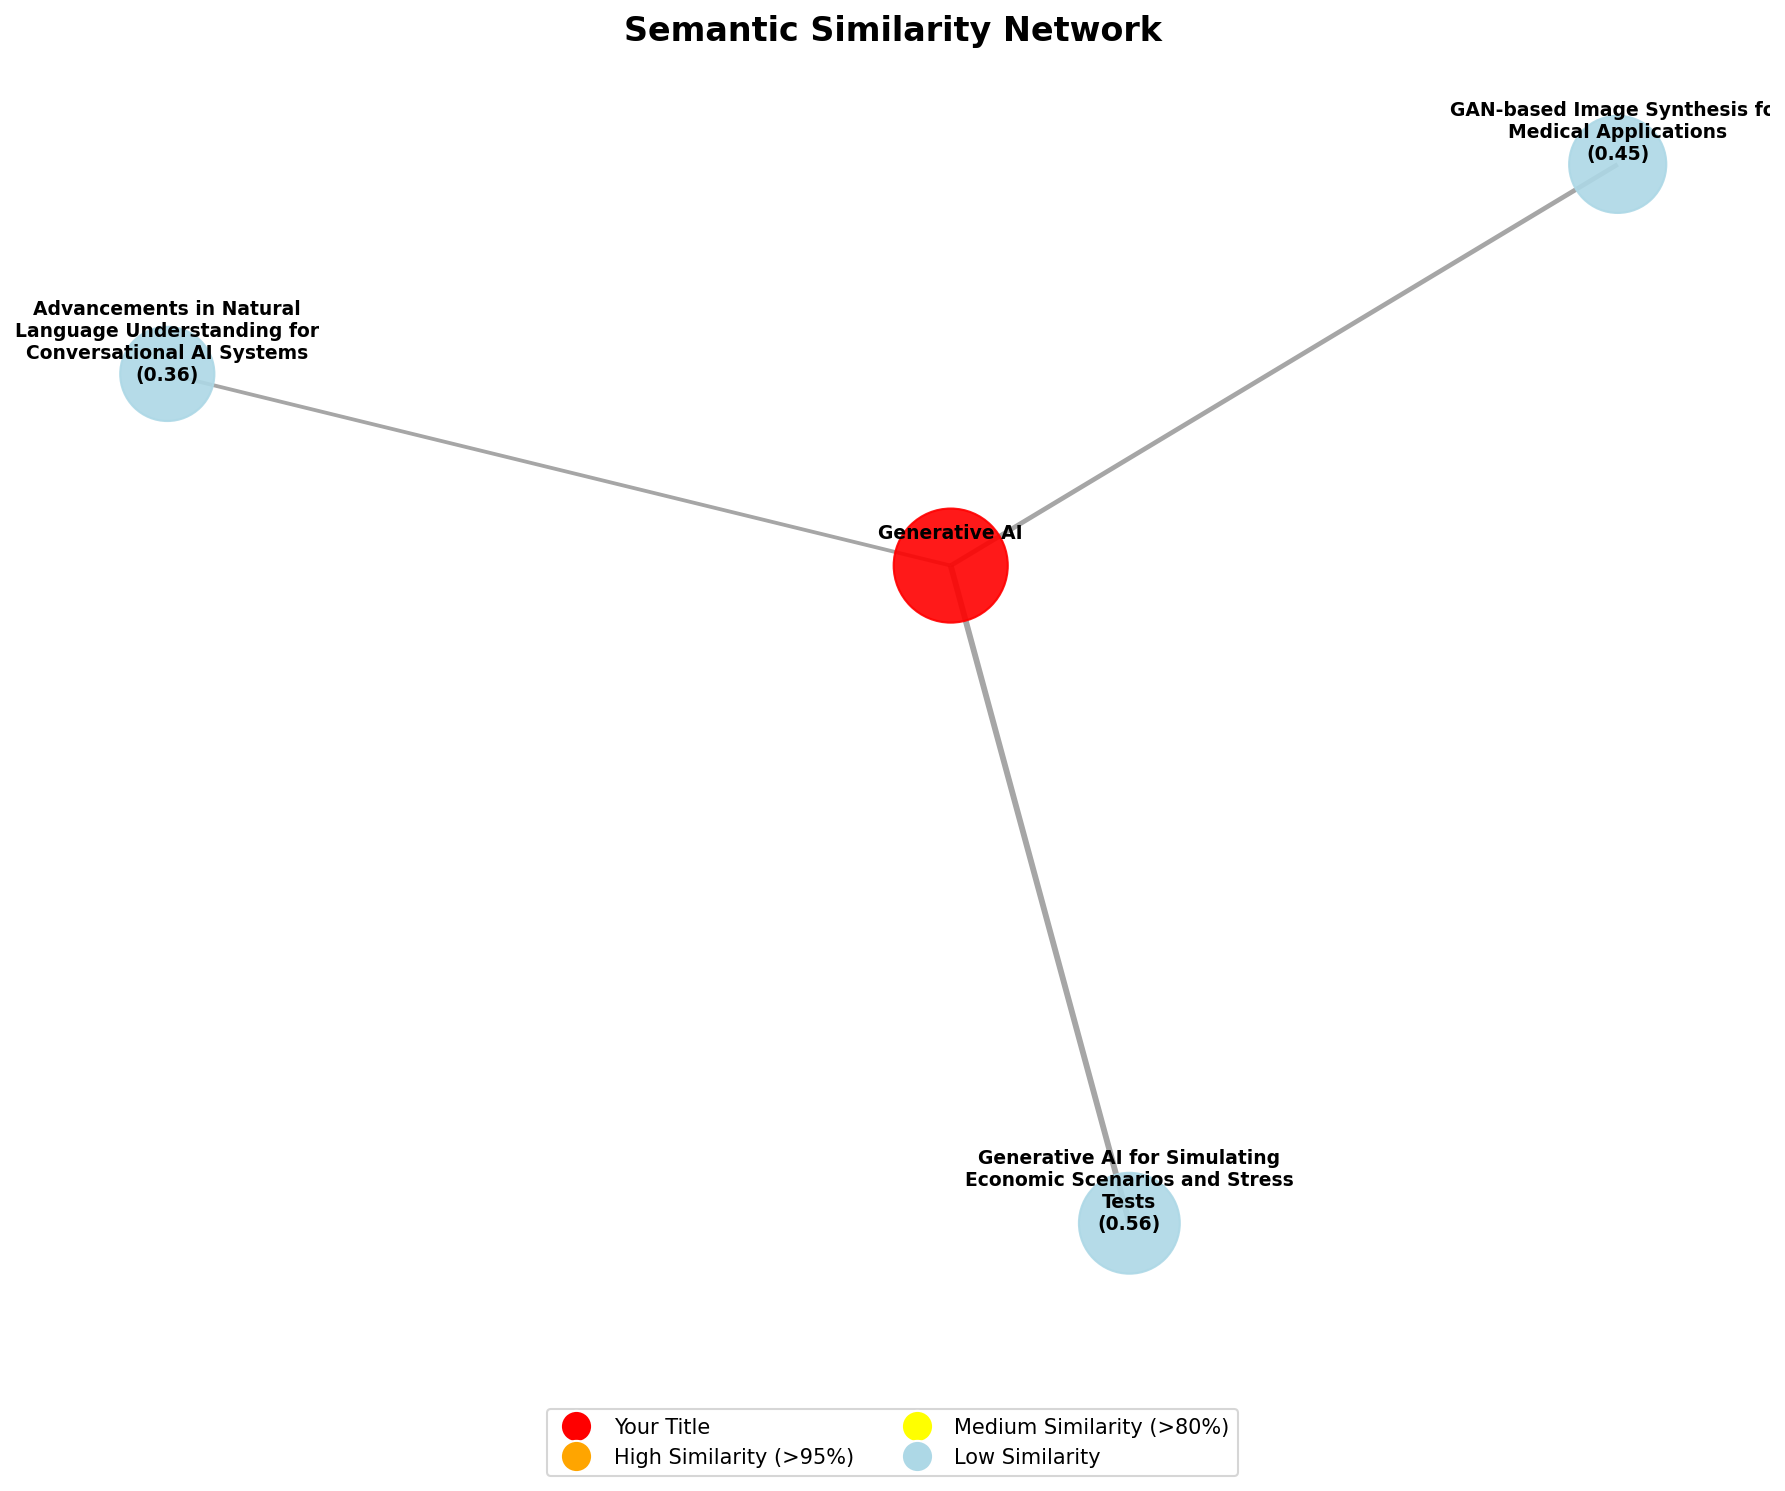 Semantic Similarity Network
GAN-based Image Synthesis fo
Medical Applications
(0.45)
Advancements in Natural
Language Understanding for
Conversational AI Systems
(0.36)
Generative AI
Generative AI for Simulating
Economic Scenarios and Stress
Tests
(0.56)
Your Title
High Similarity (>95%)
Medium Similarity (>80%)
Low Similarity